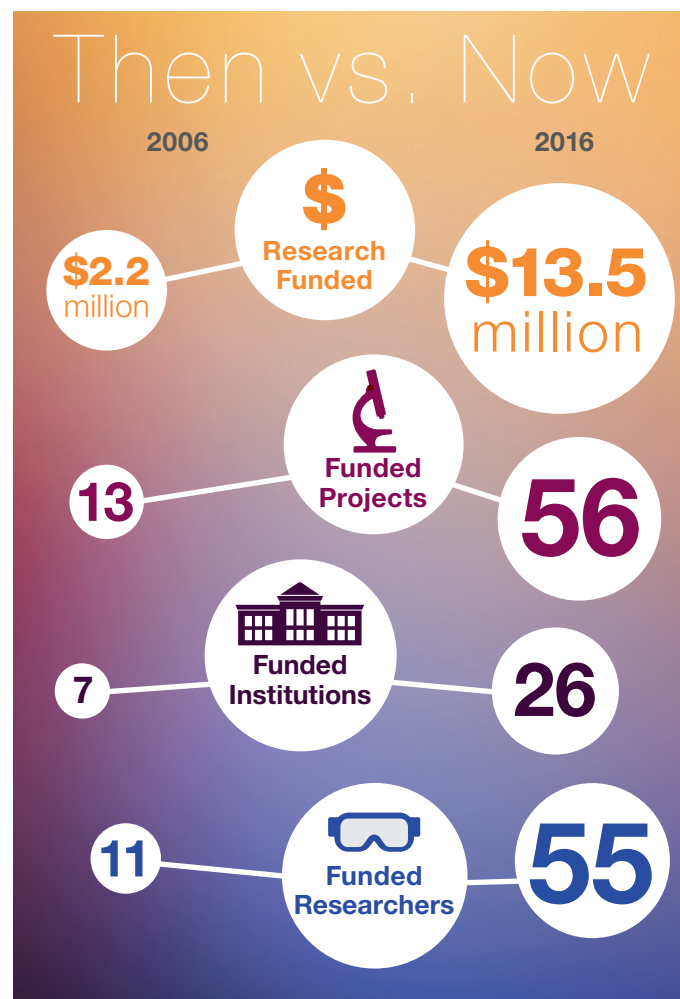 Then vs. Now
2006
2016
$
Research
Funded
$2.2
million
$13.5
million
Funded
Projects
13
56
Funded
Institutions
7
26
Funded
Researchers
11
55